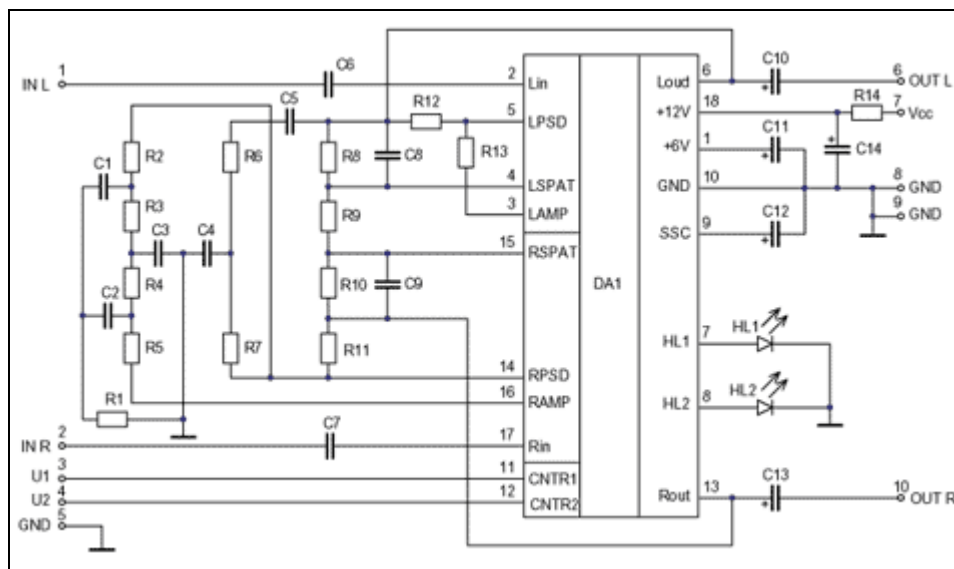 IN L 1
C6
2 Lin
Loud 6
C10
6 OUT L
C5
R12
5 LPSD
+12V 18
R14
7 Vcc
R2
R6
R8
C8
R13
+6V 1
C11
C14
C1
4 LSPAT
GND 10
8 GND
3 LAMP
9 GND
R3
R9
SSC 9
C12
C3
C4
15 RSPAT
R4
R10
C9
DA1
C2
R5
R7
R11
HL1 7
HL1
14 RPSD
R1
16 RAMP
HL2 8
HL2
IN R 2
C7
17 Rin
U1 3
11 CNTR1
C13
U2 4
12 CNTR2
Rout 13
10 OUT R
GND 5